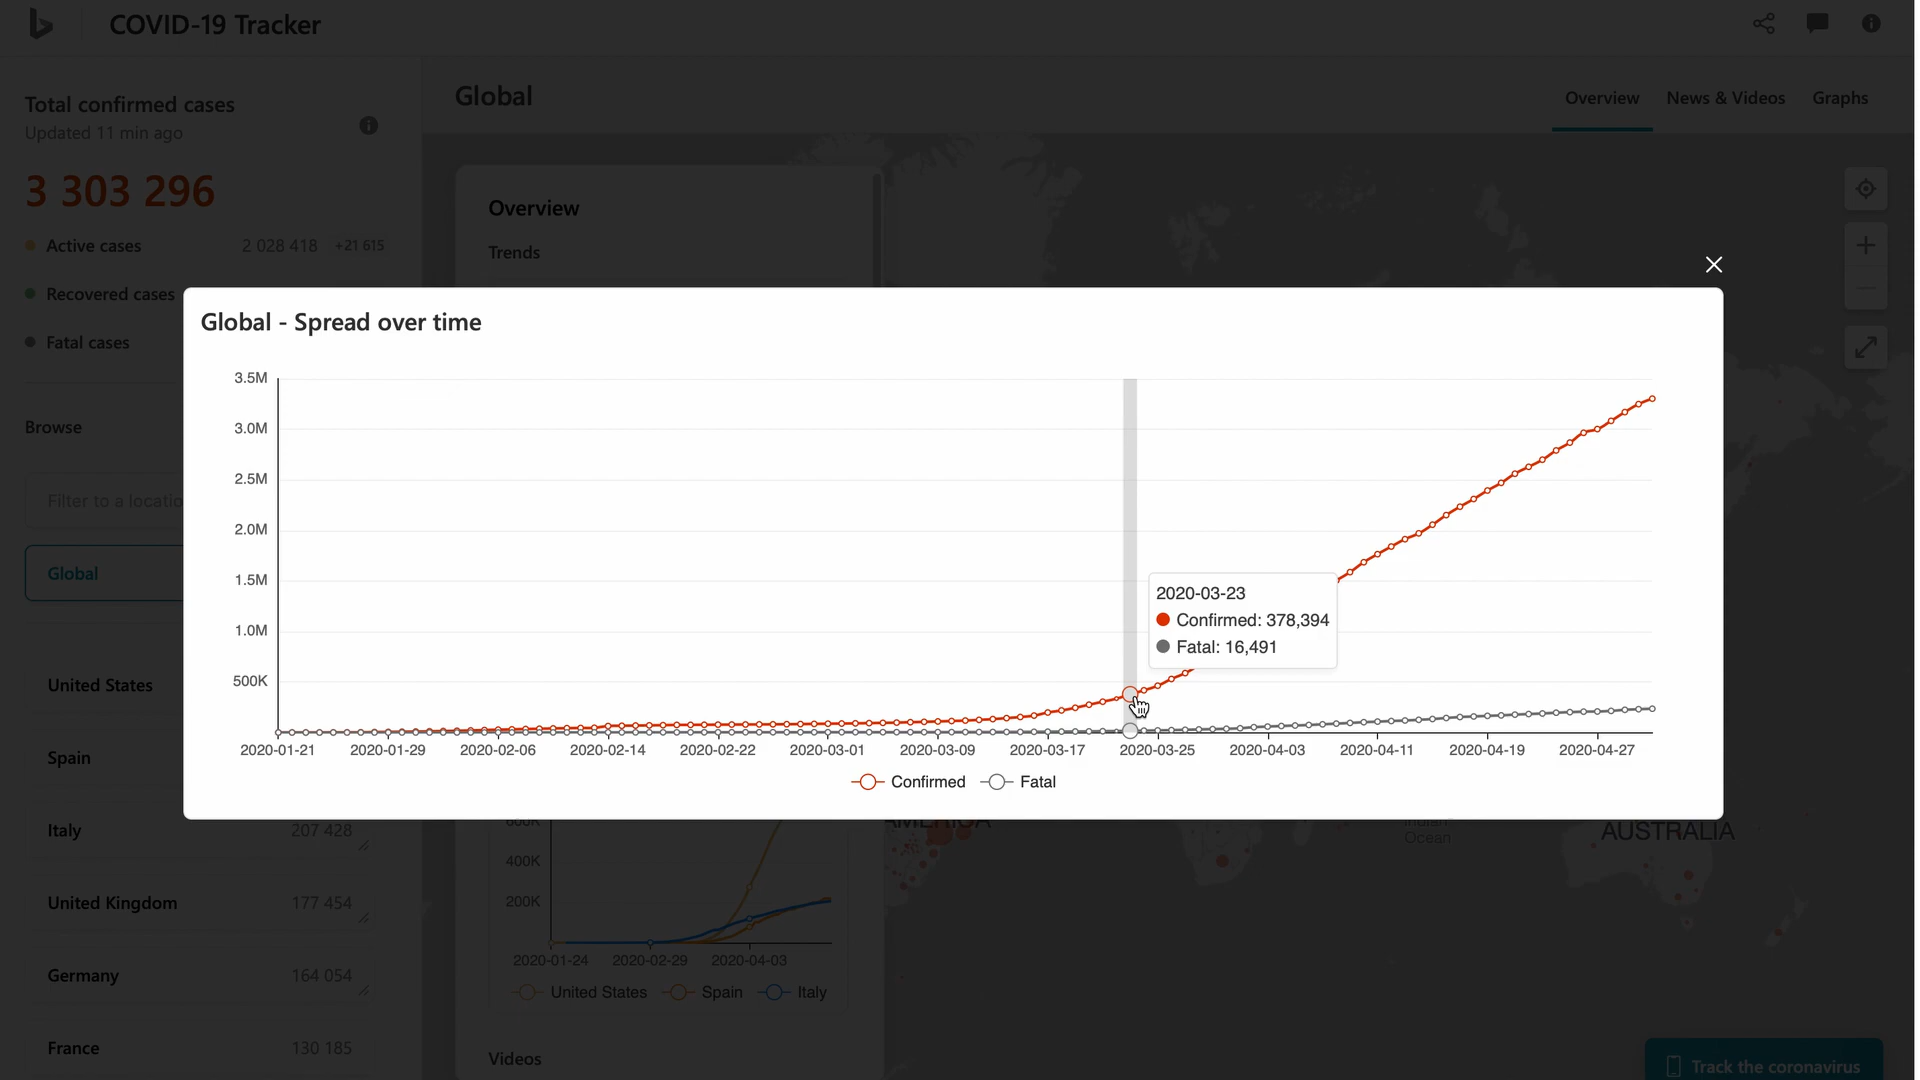 COVID-19 Tracker
Total confirmed cases
Updated 11 min ago
3 303 296
Active cases 2 028 418 +21 615
Recovered cases
Fatal cases
Browse
Filter to a locatio
Global
United States
Spain
Italy 207 428
United Kingdom 177 454
Germany 164 054
France 130 185
Global
Overview News & Videos Graphs
Overview
Trends
Global - Spread over time
3.5M
3.0M
2.5M
2.0M
1.5M
1.0M
500K
2020-03-23
Confirmed: 378,394
Fatal: 16,491
2020-01-21 2020-01-29 2020-02-06 2020-02-14 2020-02-22 2020-03-01 2020-03-09 2020-03-17 2020-03-25 2020-04-03 2020-04-11 2020-04-19 2020-04-27
Confirmed Fatal
600K
400K
200K
2020-01-24 2020-02-29 2020-04-03
United States Spain Italy
Videos
AMERICA
Indian
Ocean
AUSTRALIA
Track the coronavirus